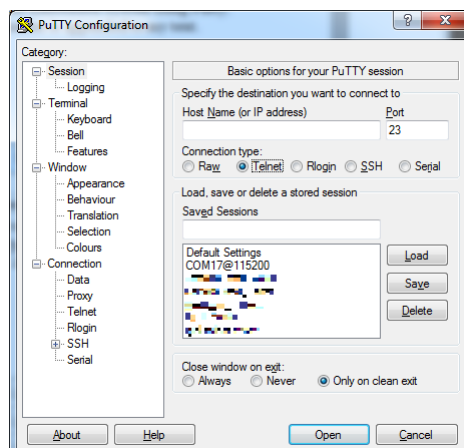 PuTTY Configuration
Category:
Session
Logging
Terminal
Keyboard
Bell
Features
Window
Appearance
Behaviour
Translation
Selection
Colours
Connection
Data
Proxy
Telnet
Rlogin
SSH
Serial
Basic options for your PuTTY session
Specify the destination you want to connect to
Host Name (or IP address) Port
23
Connection type:
Raw Telnet Rlogin SSH Serial
Load, save or delete a stored session
Saved Sessions
Default Settings
COM17@115200
Load
Save
Delete
Close window on exit:
Always Never Only on clean exit
About Help Open Cancel